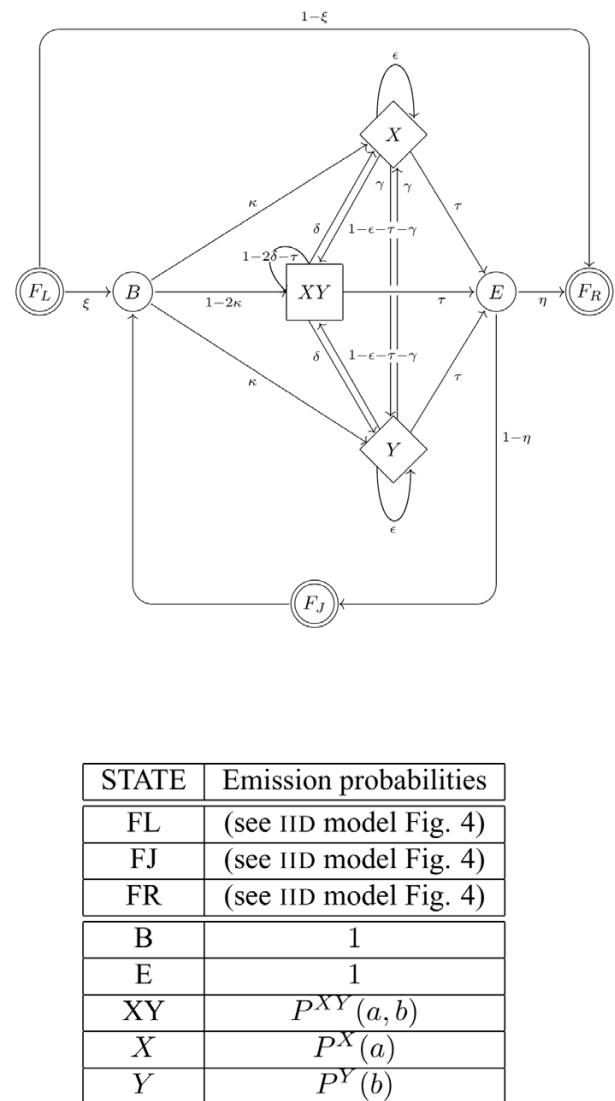 1−ξ
ϵ
X
κ
δ
γ
γ
τ
1−ϵ−τ−γ
1−2δ−τ
F_L
ξ
B
1−2κ
XY
τ
E
η
F_R
κ
δ
1−ϵ−τ−γ
τ
Y
1−η
ϵ
F_J
STATE Emission probabilities
FL (see IID model Fig. 4)
FJ (see IID model Fig. 4)
FR (see IID model Fig. 4)
B 1
E 1
XY P^{XY}(a, b)
X P^X(a)
Y P^Y(b)